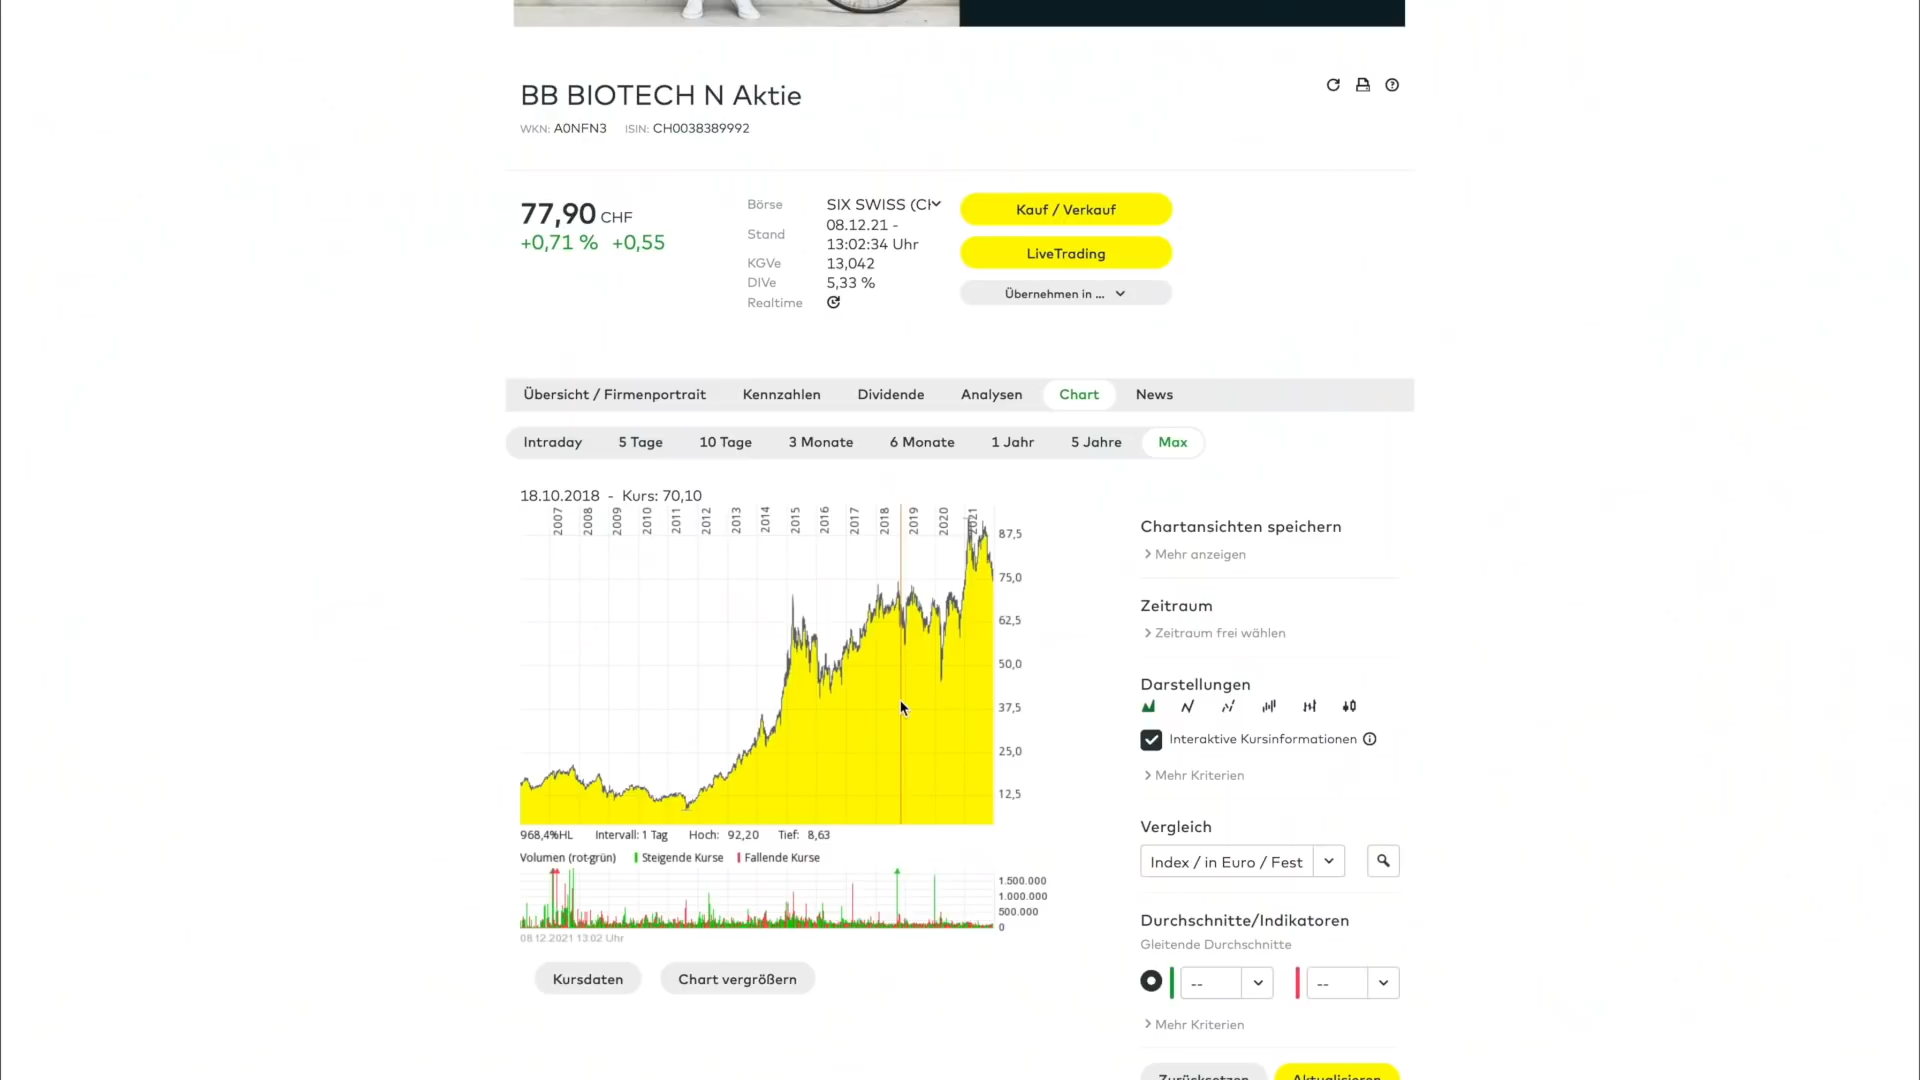 BB BIOTECH N Aktie
WKN: A0NFN3 ISIN: CH0038389992
77,90 CHF
+0,71 % +0,55
Börse SIX SWISS (CH
Stand 08.12.21 -
13:02:34 Uhr
KGVe 13,042
DIVe 5,33 %
Realtime
Kauf / Verkauf
LiveTrading
Übernehmen in ...
Übersicht / Firmenportrait Kennzahlen Dividende Analysen Chart News
Intraday 5 Tage 10 Tage 3 Monate 6 Monate 1 Jahr 5 Jahre Max
18.10.2018 - Kurs: 70,10
2007 2008 2009 2010 2011 2012 2013 2014 2015 2016 2017 2018 2019 2020 2021
87,5
75,0
62,5
50,0
37,5
25,0
12,5
968,4%HL Intervall: 1 Tag Hoch: 92,20 Tief: 8,63
Volumen (rot-grün) Steigende Kurse Fallende Kurse
1.500.000
1.000.000
500.000
0
08.12.2021 13:02 Uhr
Kursdaten Chart vergrößern
Chartansichten speichern
Mehr anzeigen
Zeitraum
Zeitraum frei wählen
Darstellungen
Interaktive Kursinformationen
Mehr Kriterien
Vergleich
Index / in Euro / Fest
Durchschnitte/Indikatoren
Gleitende Durchschnitte
-- --
Mehr Kriterien
Zurücksetzen Aktualisieren